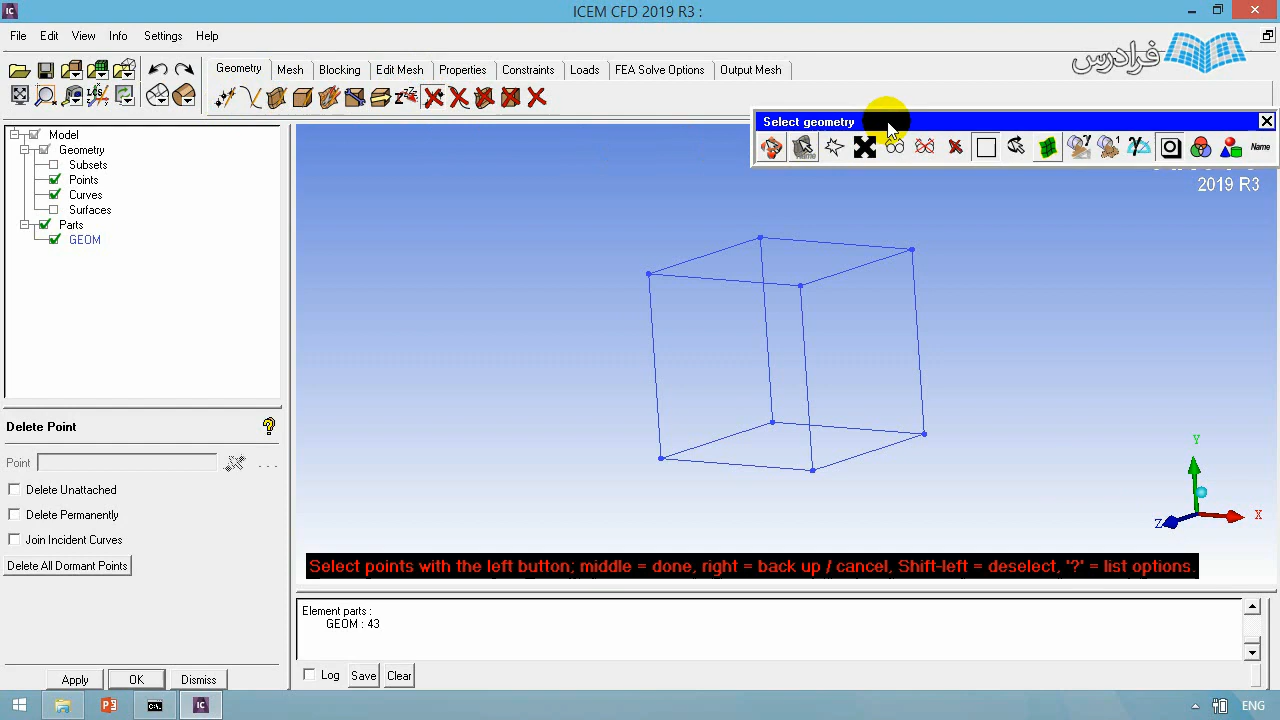 ICEM CFD 2019 R3 :
File Edit View Info Settings Help
فرادرس
Geometry Mesh Blocking Edit Mesh Properties Constraints Loads FEA Solve Options Output Mesh
Select geometry
Name
2019 R3
Model
Geometry
Subsets
Points
Curves
Surfaces
Parts
GEOM
Delete Point
Point
Delete Unattached
Delete Permanently
Join Incident Curves
Delete All Dormant Points
Apply OK Dismiss
Y
X
Z
Select points with the left button; middle = done, right = back up / cancel, Shift-left = deselect, '?' = list options.
Element parts :
GEOM : 43
Log Save Clear
ENG